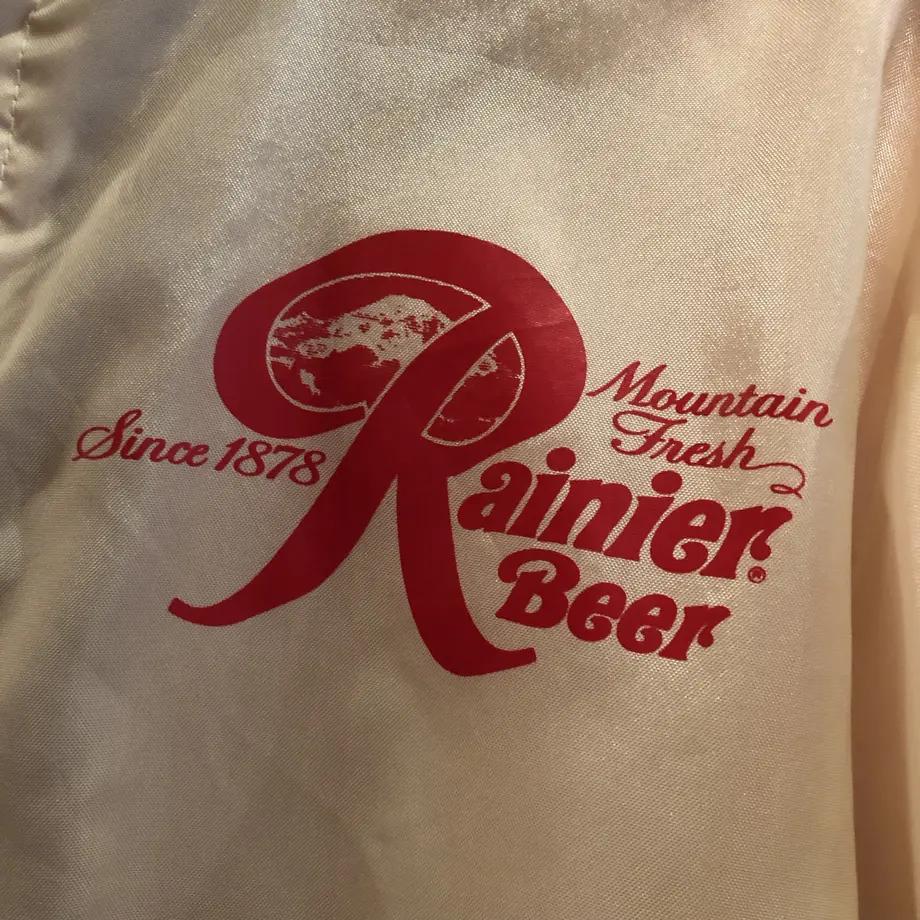 Since 1878
Mountain
Fresh
Rainier®
Beer